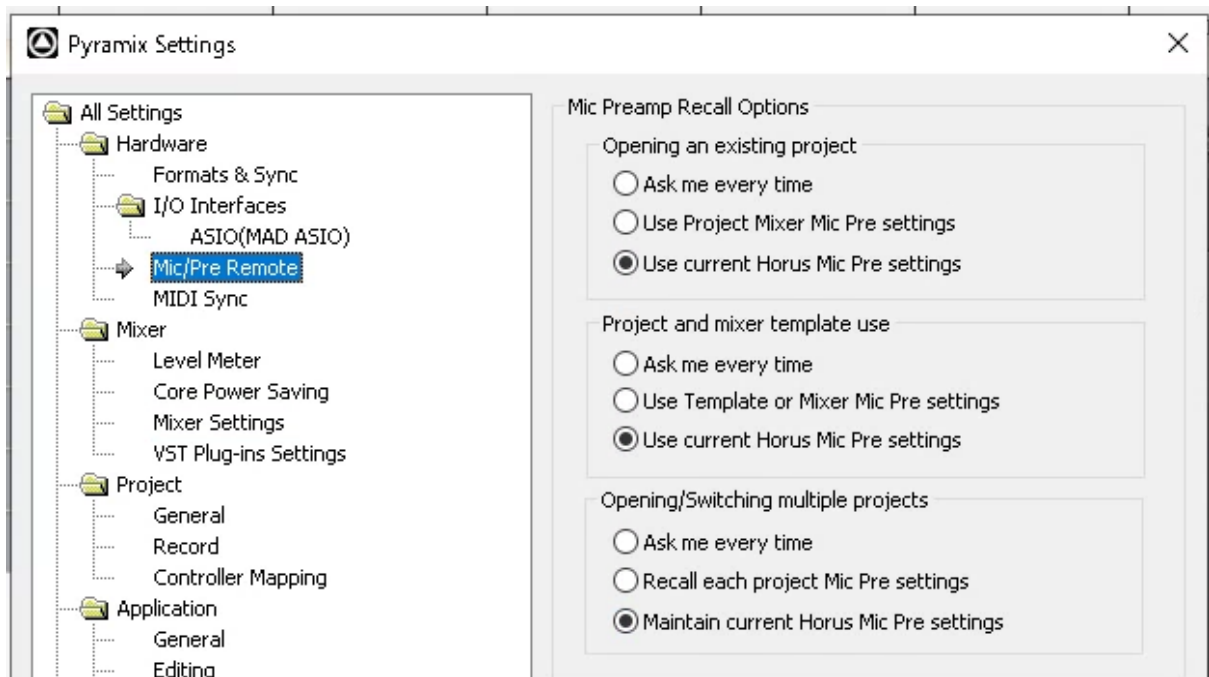 Pyramix Settings
All Settings
Hardware
Formats & Sync
I/O Interfaces
ASIO(MAD ASIO)
Mic/Pre Remote
MIDI Sync
Mixer
Level Meter
Core Power Saving
Mixer Settings
VST Plug-ins Settings
Project
General
Record
Controller Mapping
Application
General
Editing
Mic Preamp Recall Options
Opening an existing project
Ask me every time
Use Project Mixer Mic Pre settings
Use current Horus Mic Pre settings
Project and mixer template use
Ask me every time
Use Template or Mixer Mic Pre settings
Use current Horus Mic Pre settings
Opening/Switching multiple projects
Ask me every time
Recall each project Mic Pre settings
Maintain current Horus Mic Pre settings